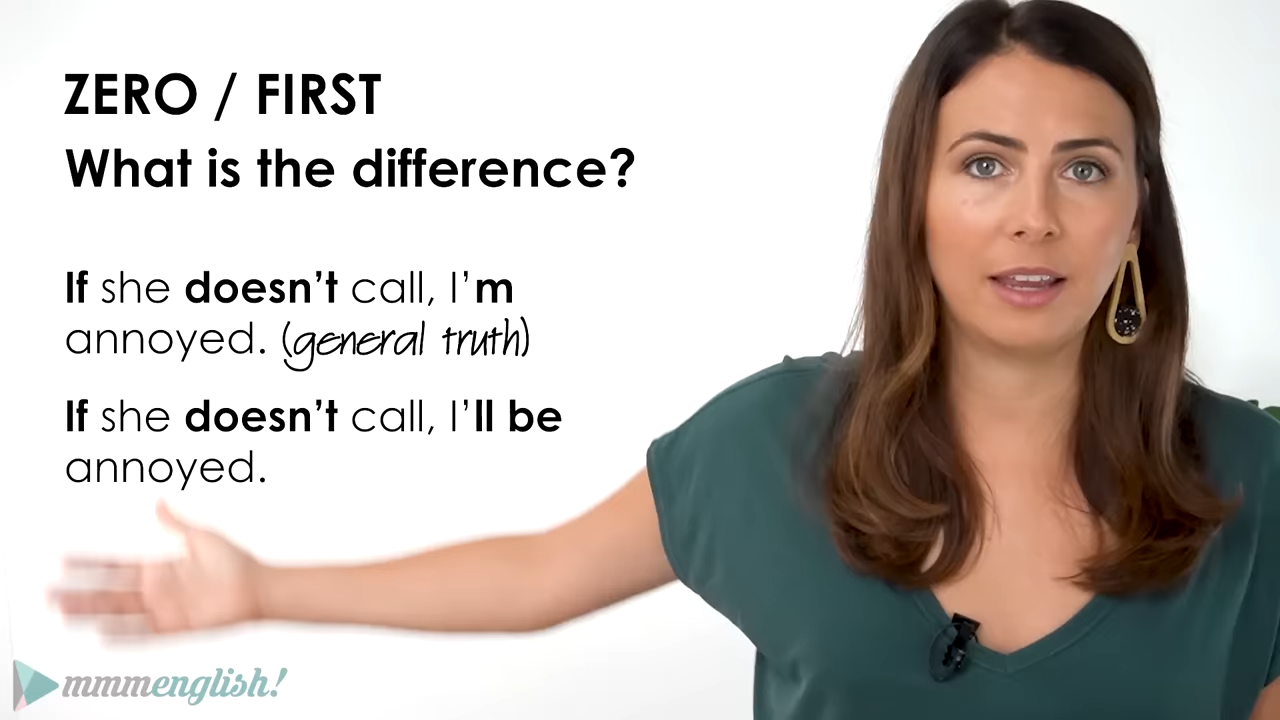 ZERO / FIRST
What is the difference?
If she doesn’t call, I’m
annoyed. (general truth)
If she doesn’t call, I’ll be
annoyed.
mmmenglish!